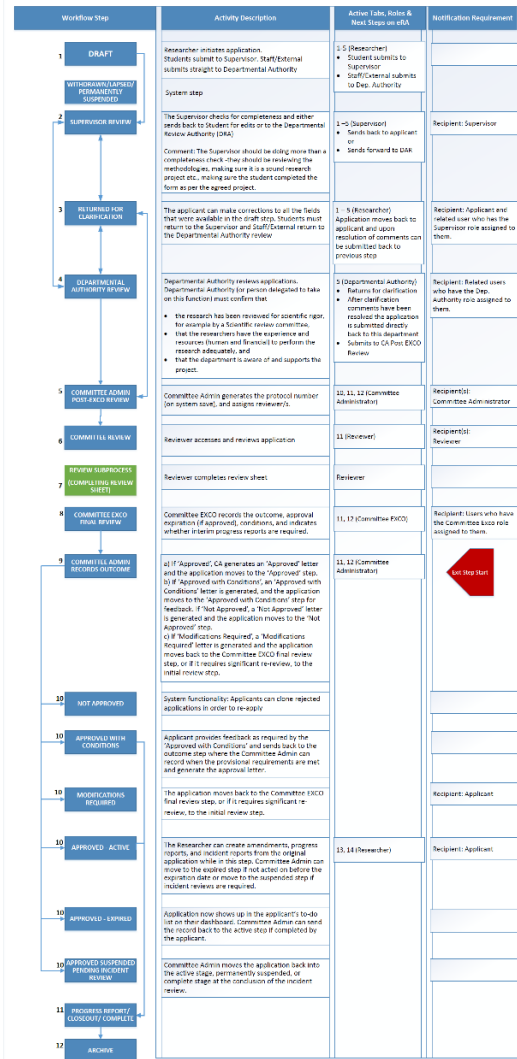 Workflow Step
Activity Description
Active Tabs, Roles &
Next Steps on eRA
Notification Requirement
1
DRAFT
Researcher initiates application.
Students submit to Supervisor. Staff/External
submits straight to Departmental Authority
1-5 (Researcher)
• Student submits to
Supervisor
• Staff/External submits
to Dep. Authority
WITHDRAWN/LAPSED/
PERMANENTLY
SUSPENDED
System step
2
SUPERVISOR REVIEW
The Supervisor checks for completeness and either
sends back to Student for edits or to the Departmental
Review Authority (DRA)
Comment: The Supervisor should be doing more than a
completeness check -they should be reviewing the
methodologies, making sure it is a sound research
project etc., making sure the student completed the
form as per the agreed project.
1 –5 (Supervisor)
• Sends back to applicant
or
• Sends forward to DAR
Recipient: Supervisor
3
RETURNED FOR
CLARIFICATION
The applicant can make corrections to all the fields
that were available in the draft step. Students must
return to the Supervisor and Staff/External return to
the Departmental Authority review
1 – 5 (Researcher)
Application moves back to
applicant and upon
resolution of comments can
be submitted back to
previous step
Recipient: Applicant and
related user who has the
Supervisor role assigned to
them.
4
DEPARTMENTAL
AUTHORITY REVIEW
Departmental Authority reviews applications.
Departmental Authority (or person delegated to take
on this function) must confirm that
• the research has been reviewed for scientific rigor,
for example by a Scientific review committee,
• that the researchers have the experience and
resources (human and financial) to perform the
research adequately, and
• that the department is aware of and supports the
project.
5 (Departmental Authority)
• Returns for clarification
• After clarification
comments have been
resolved the application
is submitted directly
back to this department
• Submits to CA Post EXCO
Review
Recipient: Related users
who have the Dep.
Authority role assigned to
them.
5
COMMITTEE ADMIN
POST-EXCO REVIEW
Committee Admin generates the protocol number
(on system save), and assigns reviewer/s.
10, 11, 12 (Committee
Administrator)
Recipient(s):
Committee Administrator
6
COMMITTEE REVIEW
Reviewer accesses and reviews application
11 (Reviewer)
Recipient(s):
Reviewer
7
REVIEW SUBPROCESS
(COMPLETING REVIEW
SHEET)
Reviewer completes review sheet
Reviewer
8
COMMITTEE EXCO
FINAL REVIEW
Committee EXCO records the outcome, approval
expiration (if approved), conditions, and indicates
whether interim progress reports are required.
11, 12 (Committee EXCO)
Recipient: Users who have
the Committee Exco role
assigned to them.
9
COMMITTEE ADMIN
RECORDS OUTCOME
a) If 'Approved', CA generates an 'Approved' letter
and the application moves to the 'Approved' step.
b) If 'Approved with Conditions', an 'Approved with
Conditions' letter is generated, and the application
moves to the 'Approved with Conditions' step for
feedback. If 'Not Approved', a 'Not Approved' letter
is generated and the application moves to the 'Not
Approved' step.
c) If 'Modifications Required', a 'Modifications
Required' letter is generated and the application
moves back to the Committee EXCO final review
step, or if it requires significant re-review, to the
initial review step.
11, 12 (Committee
Administrator)
Exit Step Start
10
NOT APPROVED
System functionality: Applicants can clone rejected
applications in order to re-apply
10
APPROVED WITH
CONDITIONS
Applicant provides feedback as required by the
'Approved with Conditions' and sends back to the
outcome step where the Committee Admin can
record when the provisional requirements are met
and generate the approval letter.
10
MODIFICATIONS
REQUIRED
The application moves back to the Committee EXCO
final review step, or if it requires significant re-
review, to the initial review step.
Recipient: Applicant
10
APPROVED - ACTIVE
The Researcher can create amendments, progress
reports, and incident reports from the original
application while in this step. Committee Admin can
move to the expired step if not acted on before the
expiration date or move to the suspended step if
incident reviews are required.
13, 14 (Researcher)
Recipient: Applicant
10
APPROVED - EXPIRED
Application now shows up in the applicant's to-do
list on their dashboard. Committee Admin can send
the record back to the active step if completed by
the applicant.
10
APPROVED SUSPENDED
PENDING INCIDENT
REVIEW
Committee Admin moves the application back into
the active stage, permanently suspended, or
complete stage at the conclusion of the incident
review.
11
PROGRESS REPORT/
CLOSEOUT/ COMPLETE
12
ARCHIVE